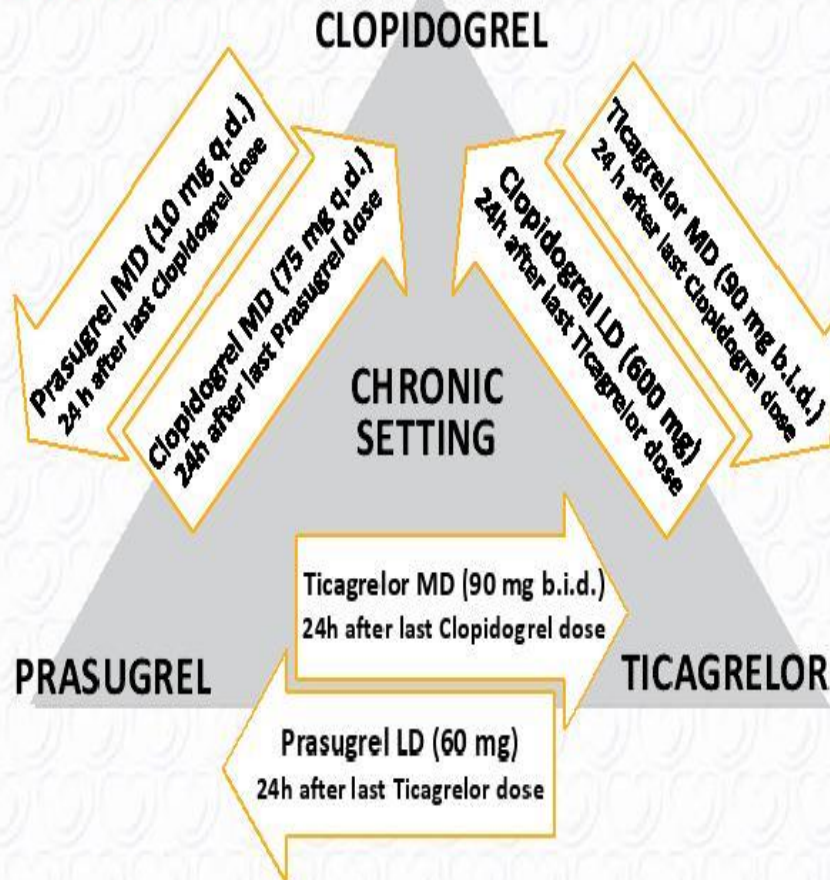 CLOPIDOGREL
Prasugrel MD (10 mg q.d.)
24 h after last Clopidogrel dose
Clopidogrel MD (75 mg q.d.)
24h after last Prasugrel dose
Clopidogrel LD (600 mg)
24h after last Ticagrelor dose
Ticagrelor MD (90 mg b.i.d.)
24 h after last Clopidogrel dose
CHRONIC
SETTING
Ticagrelor MD (90 mg b.i.d.)
24h after last Clopidogrel dose
PRASUGREL
TICAGRELOR
Prasugrel LD (60 mg)
24h after last Ticagrelor dose